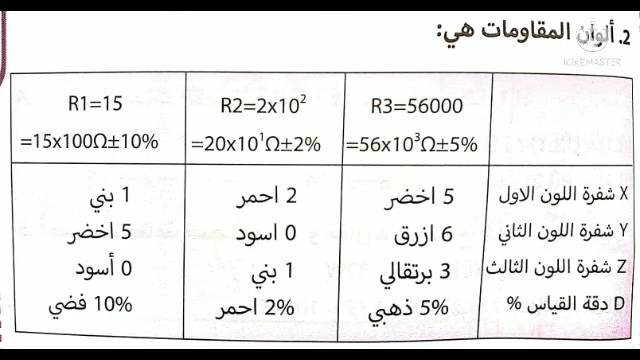 2. ألوان المقاومات هي:
KINEMASTER
R3=56000 R2=2x10² R1=15
=56x10³Ω±5% =20x10¹Ω±2% =15x100Ω±10%
X شفرة اللون الاول 5 اخضر 2 احمر 1 بني
Y شفرة اللون الثاني 6 ازرق 0 اسود 5 اخضر
Z شفرة اللون الثالث 3 برتقالي 1 بني 0 أسود
D دقة القياس % 5% ذهبي 2% احمر 10% فضي